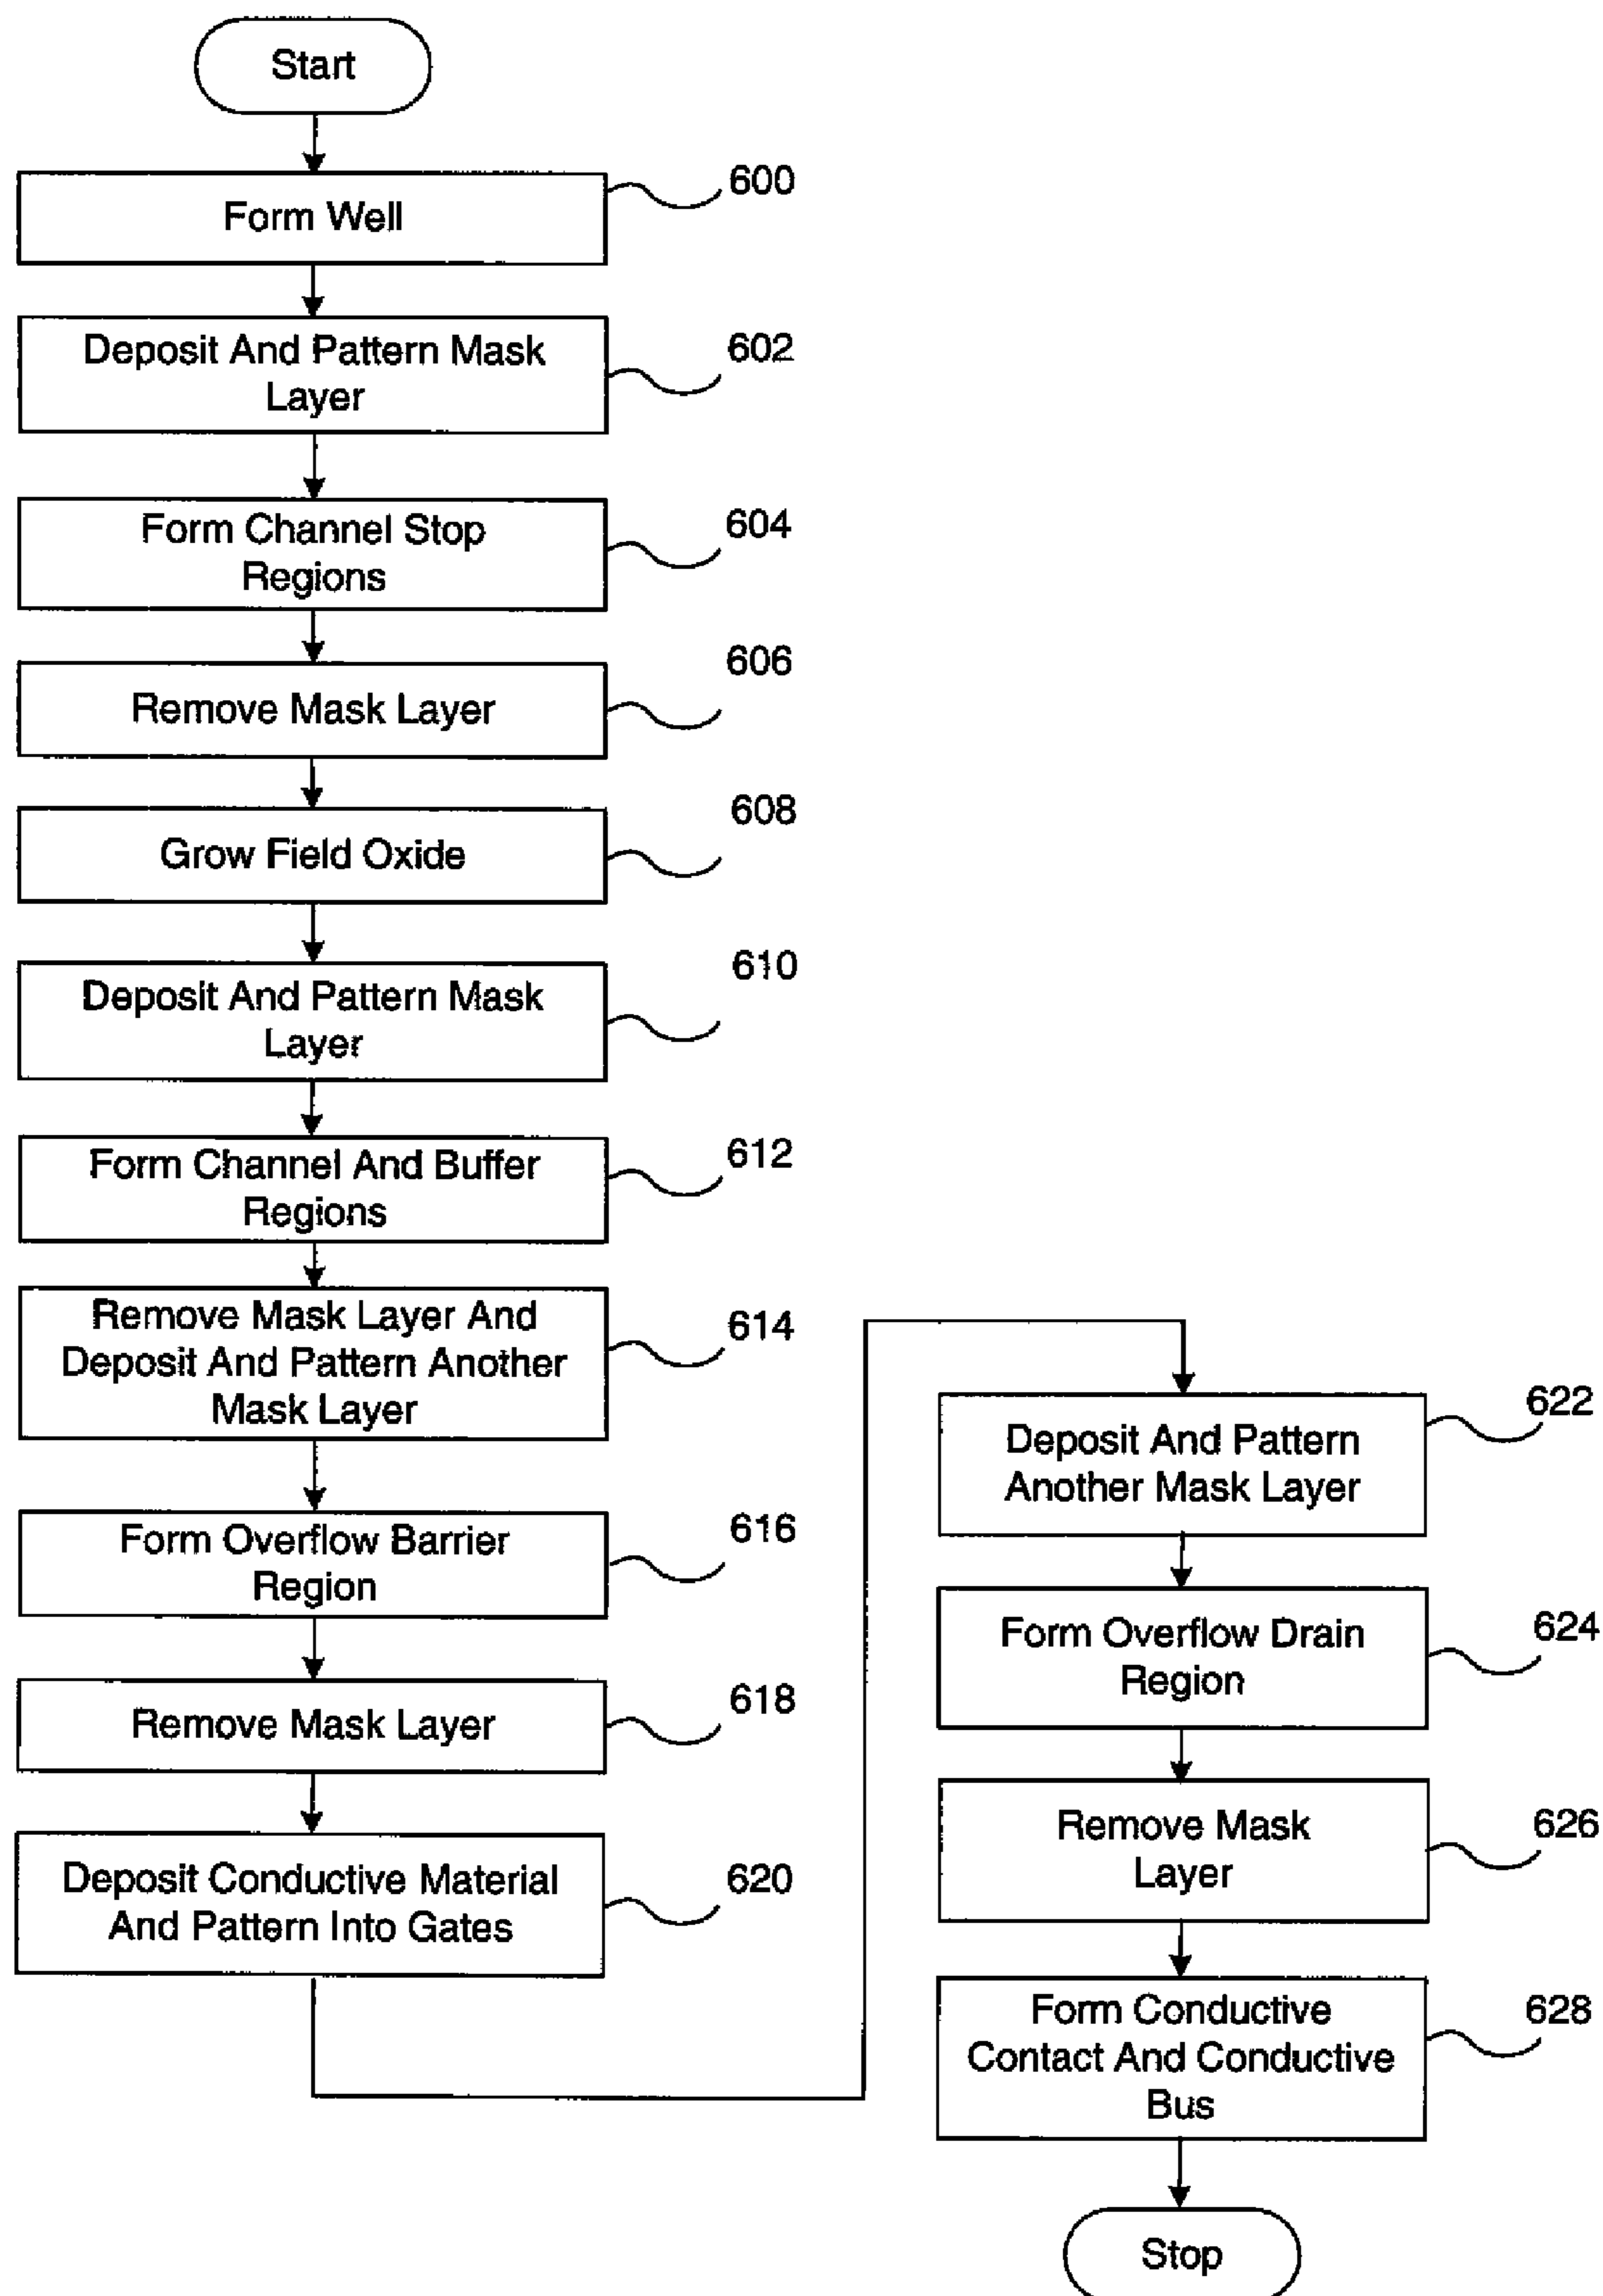 Start
Form Well
600
Deposit And Pattern Mask
Layer
602
Form Channel Stop
Regions
604
Remove Mask Layer
606
Grow Field Oxide
608
Deposit And Pattern Mask
Layer
610
Form Channel And Buffer
Regions
612
Remove Mask Layer And
Deposit And Pattern Another
Mask Layer
614
Form Overflow Barrier
Region
616
Remove Mask Layer
618
Deposit Conductive Material
And Pattern Into Gates
620
Deposit And Pattern
Another Mask Layer
622
Form Overflow Drain
Region
624
Remove Mask
Layer
626
Form Conductive
Contact And Conductive
Bus
628
Stop